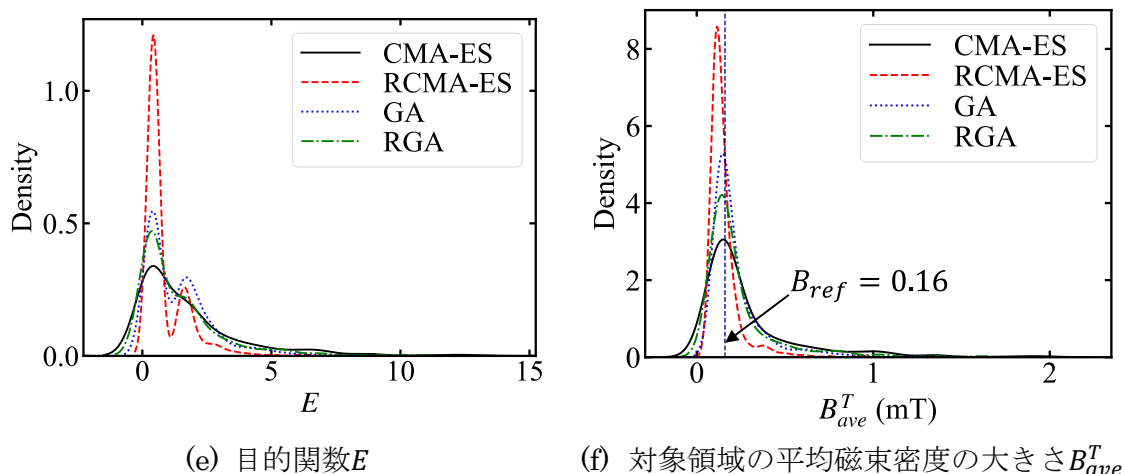 1.0
0.5
0.0
Density
0
5
10
15
E
CMA-ES
RCMA-ES
GA
RGA
(e) 目的関数E
8
6
4
2
0
Density
0
1
2
B^T_ave (mT)
CMA-ES
RCMA-ES
GA
RGA
B_ref = 0.16
(f) 対象領域の平均磁束密度の大きさB^T_ave